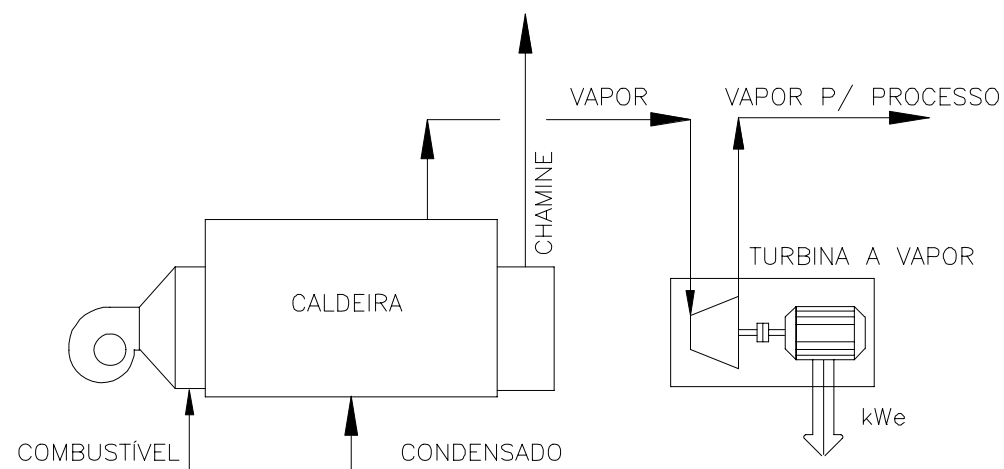 VAPOR
VAPOR P/ PROCESSO
CHAMINE
TURBINA A VAPOR
CALDEIRA
kWe
COMBUSTÍVEL
CONDENSADO